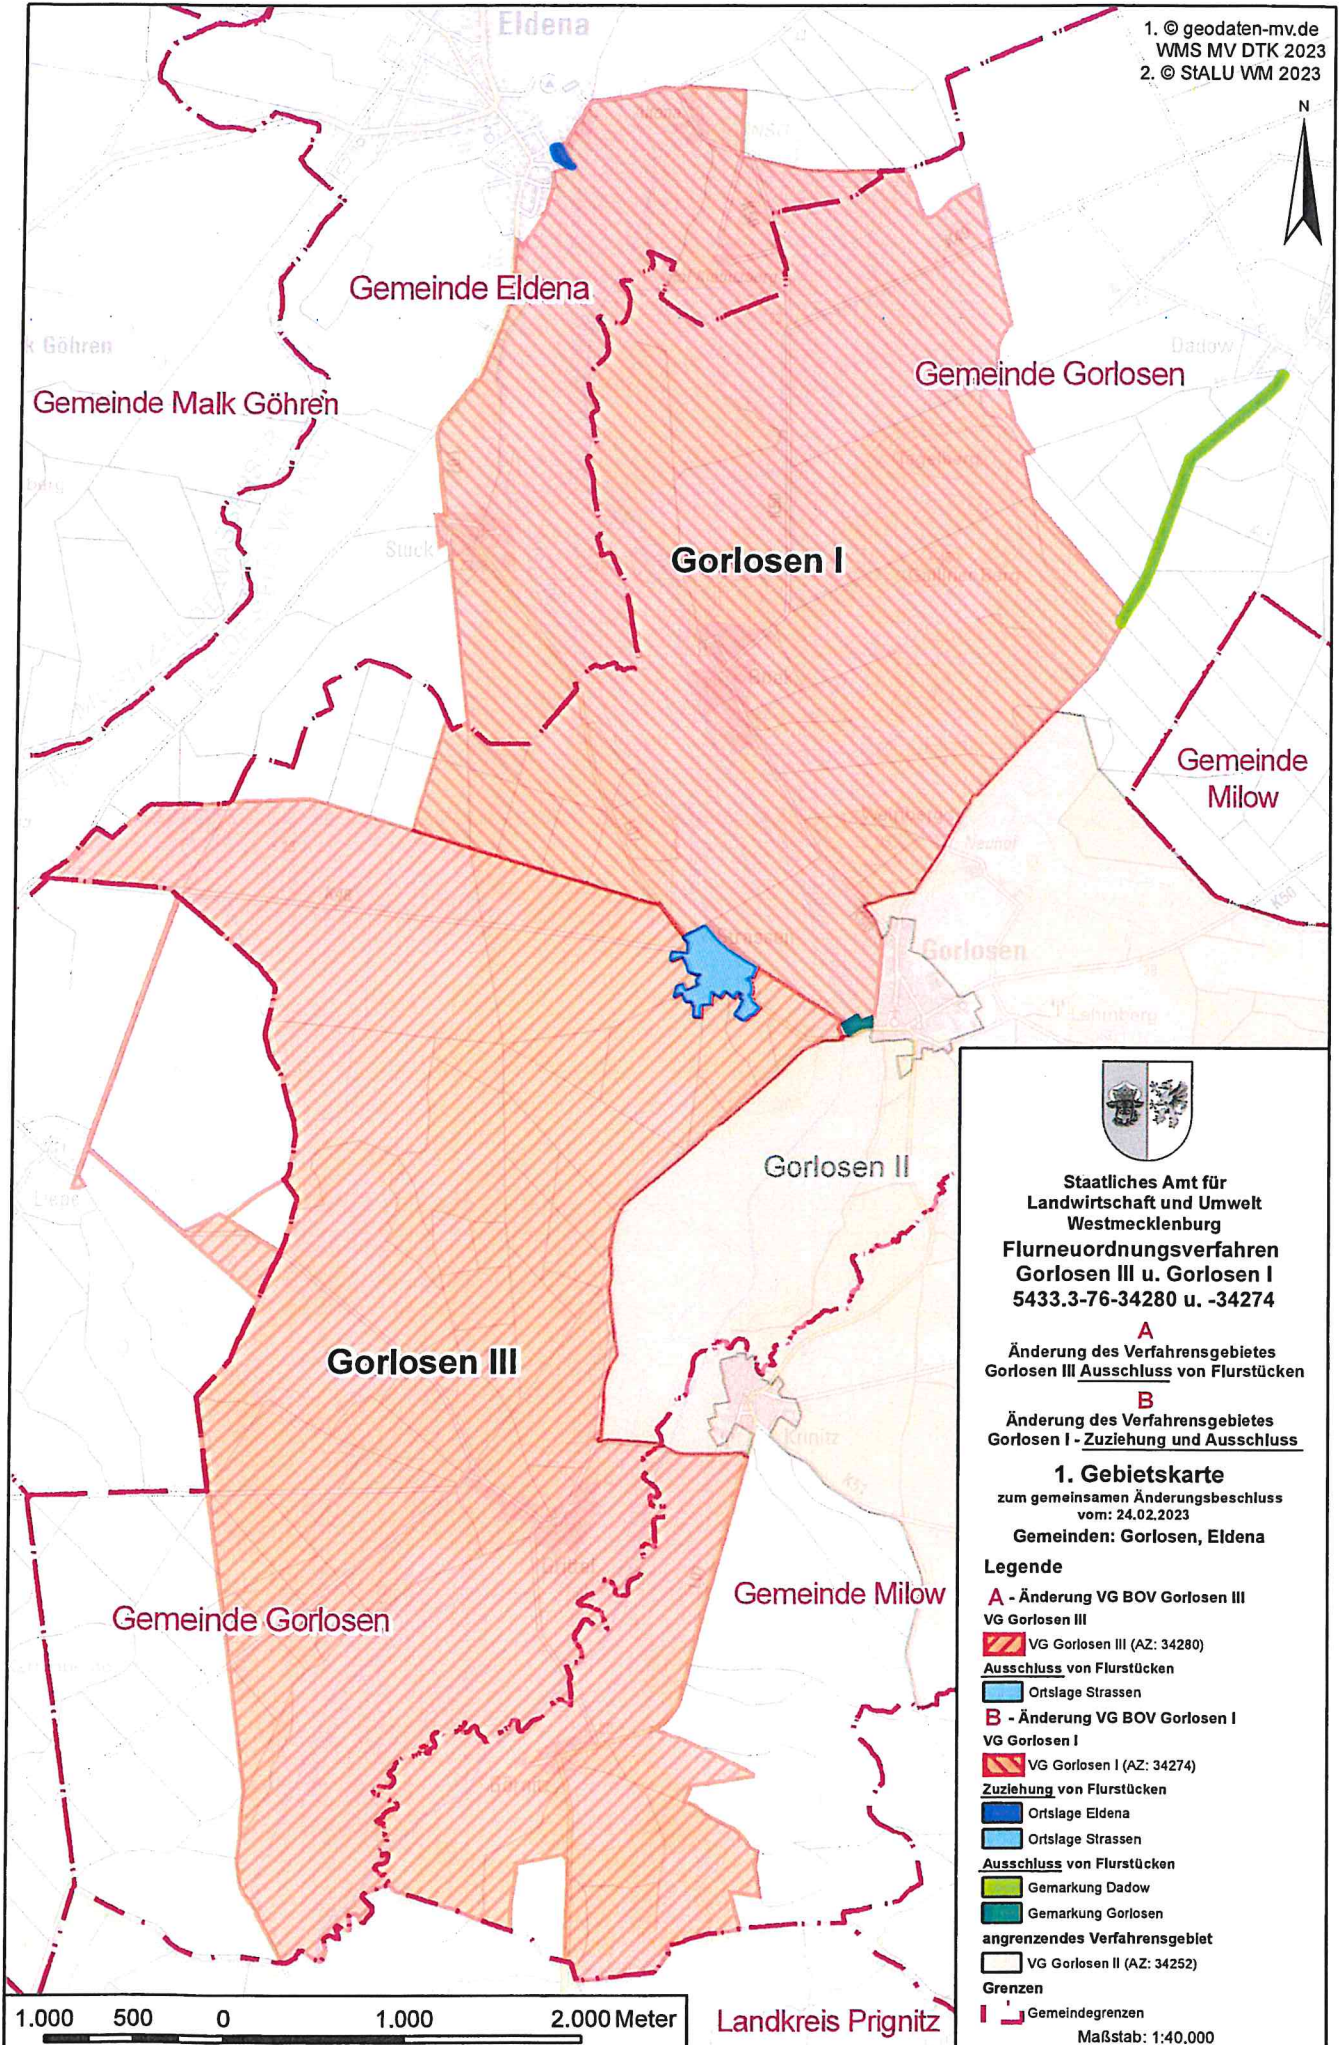 Eldena
1. © geodaten-mv.de
WMS MV DTK 2023
2. © StALU WM 2023
N
Gemeinde Eldena
k Göhren
Dadow
Gemeinde Gorlosen
Gemeinde Malk Göhren
Stuck
Gorlosen I
Gemeinde
Milow
Neuhof
K50
Strassen
Gorlosen
Lehmberg
Gorlosen II
Liepe
Gorlosen III
Krinitz
K51
Gemeinde Milow
Gemeinde Gorlosen
Staatliches Amt für
Landwirtschaft und Umwelt
Westmecklenburg
Flurneuordnungsverfahren
Gorlosen III u. Gorlosen I
5433.3-76-34280 u. -34274
A
Änderung des Verfahrensgebietes
Gorlosen III Ausschluss von Flurstücken
B
Änderung des Verfahrensgebietes
Gorlosen I - Zuziehung und Ausschluss
1. Gebietskarte
zum gemeinsamen Änderungsbeschluss
vom: 24.02.2023
Gemeinden: Gorlosen, Eldena
Legende
A - Änderung VG BOV Gorlosen III
VG Gorlosen III
VG Gorlosen III (AZ: 34280)
Ausschluss von Flurstücken
Ortslage Strassen
B - Änderung VG BOV Gorlosen I
VG Gorlosen I
VG Gorlosen I (AZ: 34274)
Zuziehung von Flurstücken
Ortslage Eldena
Ortslage Strassen
Ausschluss von Flurstücken
Gemarkung Dadow
Gemarkung Gorlosen
angrenzendes Verfahrensgebiet
VG Gorlosen II (AZ: 34252)
Grenzen
Gemeindegrenzen
Maßstab: 1:40.000
1.000 500 0 1.000 2.000 Meter
Landkreis Prignitz